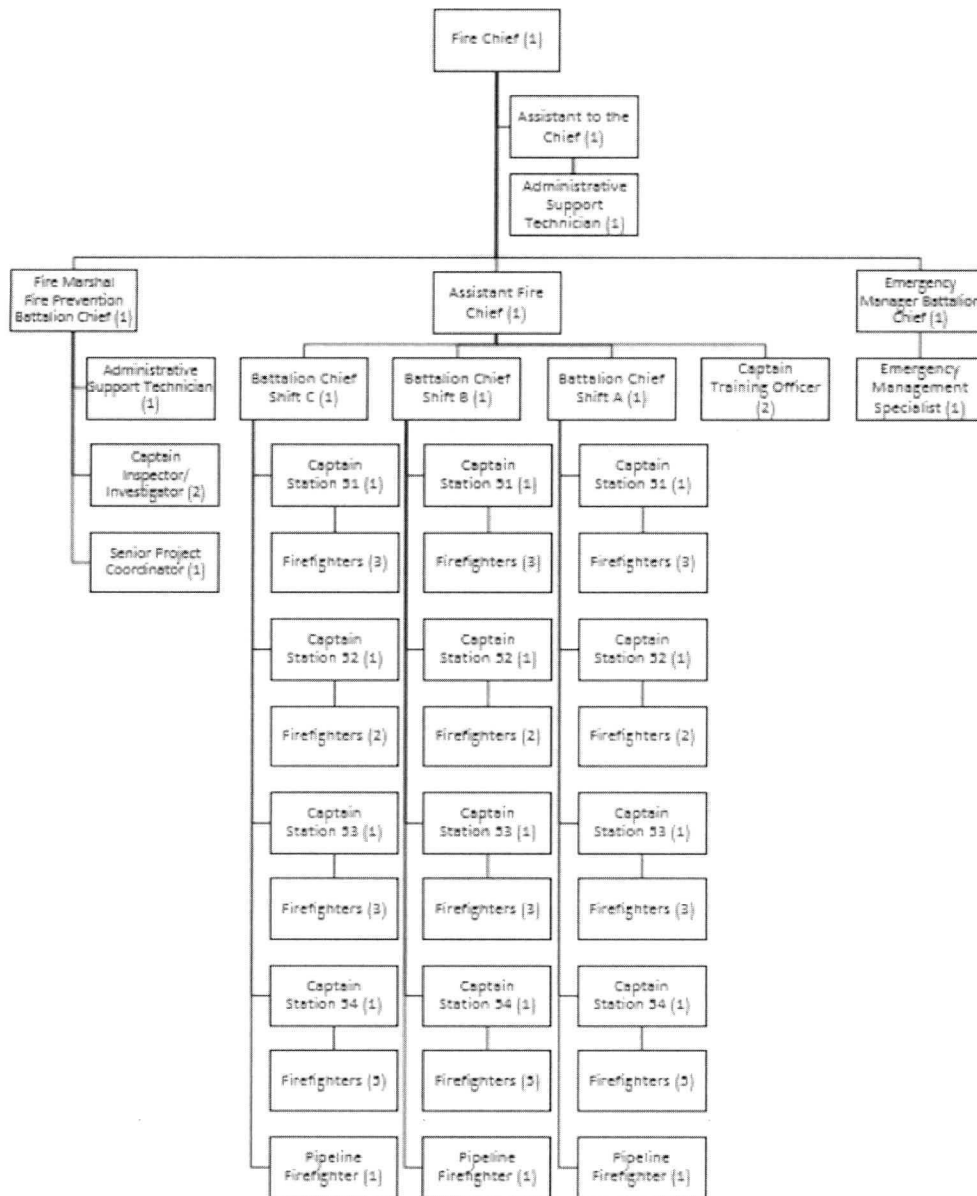 Fire Chief (1)
Assistant to the
Chief (1)
Administrative
Support
Technician (1)
Fire Marshal
Fire Prevention
Battalion Chief (1)
Assistant Fire
Chief (1)
Emergency
Manager Battalion
Chief (1)
Administrative
Support Technician
(1)
Captain
Inspector/
Investigator (2)
Senior Project
Coordinator (1)
Battalion Chief
Shift C (1)
Battalion Chief
Shift B (1)
Battalion Chief
Shift A (1)
Captain
Training Officer
(2)
Emergency
Management
Specialist (1)
Captain
Station 51 (1)
Captain
Station 51 (1)
Captain
Station 51 (1)
Firefighters (3)
Firefighters (3)
Firefighters (3)
Captain
Station 52 (1)
Captain
Station 52 (1)
Captain
Station 52 (1)
Firefighters (2)
Firefighters (2)
Firefighters (2)
Captain
Station 53 (1)
Captain
Station 53 (1)
Captain
Station 53 (1)
Firefighters (3)
Firefighters (3)
Firefighters (3)
Captain
Station 54 (1)
Captain
Station 54 (1)
Captain
Station 54 (1)
Firefighters (5)
Firefighters (5)
Firefighters (5)
Pipeline
Firefighter (1)
Pipeline
Firefighter (1)
Pipeline
Firefighter (1)